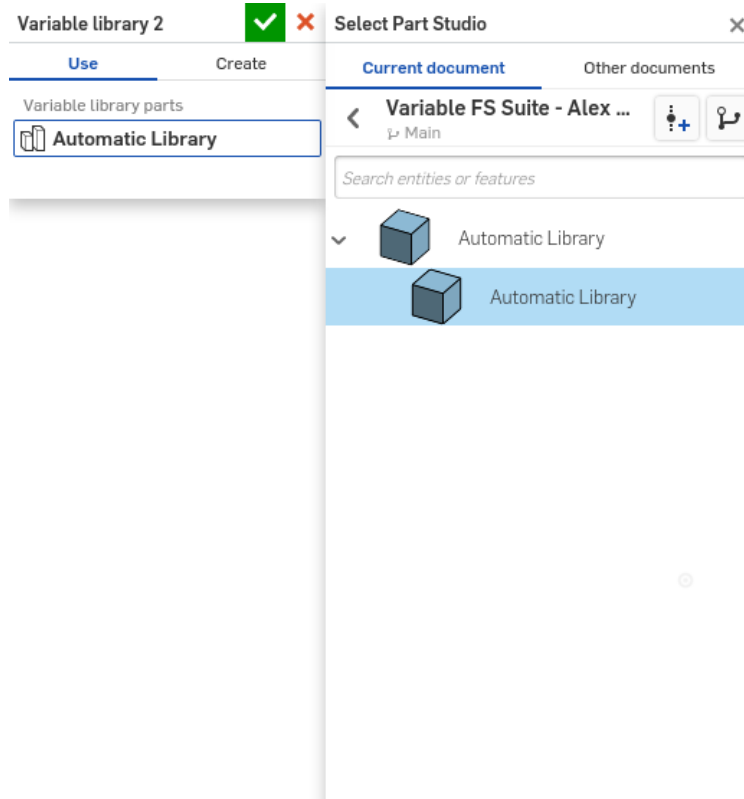 Variable library 2
Use
Create
Variable library parts
Automatic Library
Select Part Studio
Current document
Other documents
Variable FS Suite - Alex ...
Main
Search entities or features
Automatic Library
Automatic Library